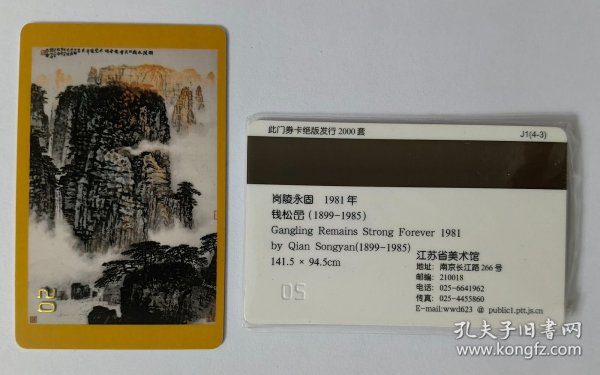 02
此门券卡绝版发行2000套
J1(4-3)
岗陵永固 1981年
钱松喦(1899-1985)
Gangling Remains Strong Forever 1981
by Qian Songyan(1899-1985)
141.5 × 94.5cm
02
江苏省美术馆
地址: 南京长江路266号
邮编: 210018
电话: 025-6641962
传真: 025-4455860
E-mail:wwd623 @ public1.ptt.js.cn
孔夫子旧书网
www.kongfz.com